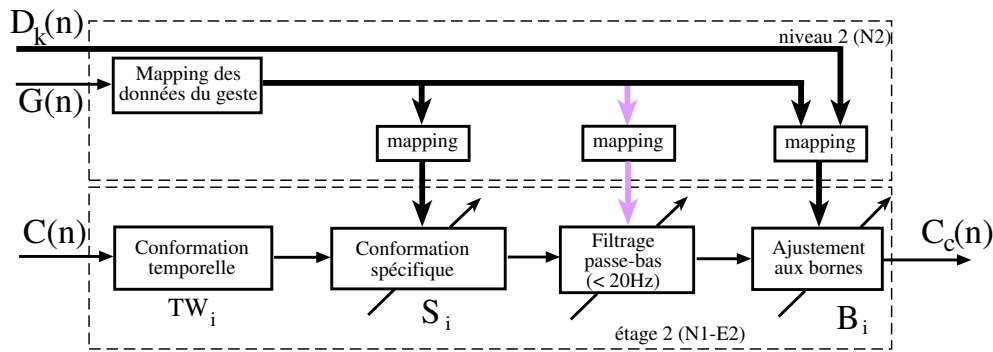 D_k(n)
niveau 2 (N2)
Mapping des
données du geste
G(n)
mapping
mapping
mapping
C(n)
Conformation
temporelle
Conformation
spécifique
Filtrage
passe-bas
(< 20Hz)
Ajustement
aux bornes
C_c(n)
TW_i
S_i
B_i
étage 2 (N1-E2)